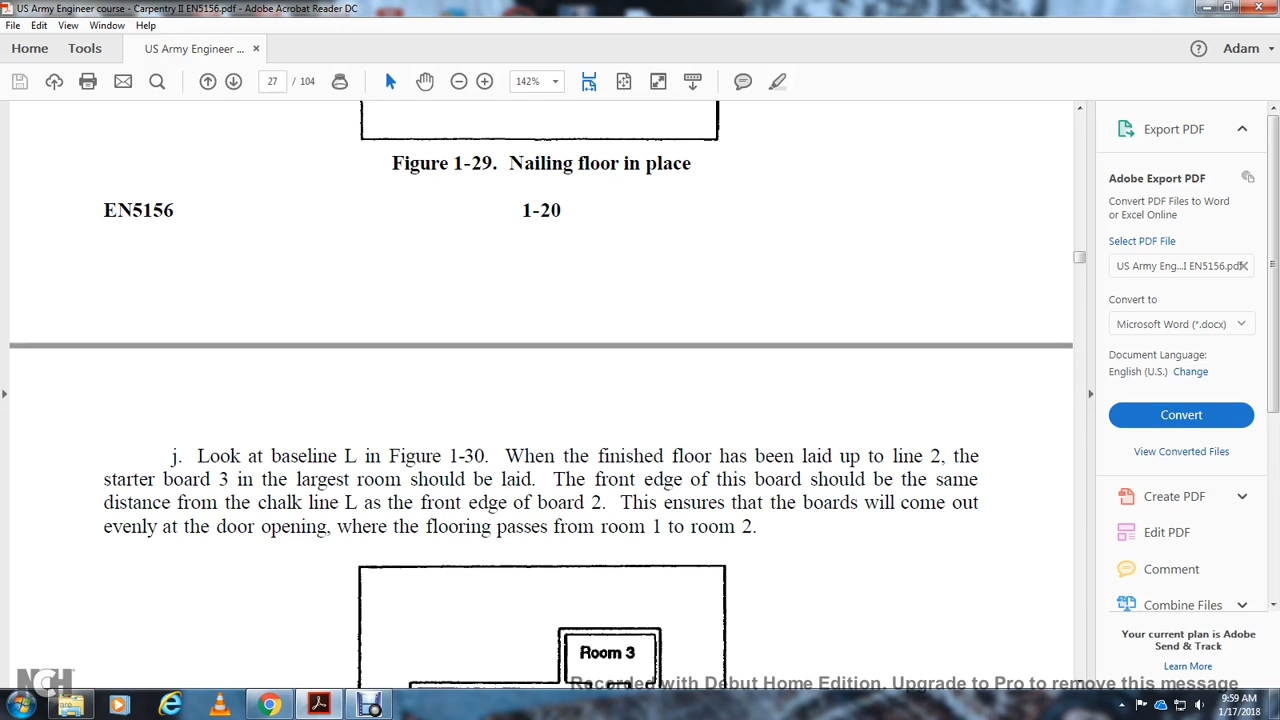 US Army Engineer course - Carpentry II EN5156.pdf - Adobe Acrobat Reader DC
File Edit View Window Help
Home Tools US Army Engineer ... × Adam
27 / 104 142%
Figure 1-29. Nailing floor in place
EN5156 1-20
j. Look at baseline L in Figure 1-30. When the finished floor has been laid up to line 2, the
starter board 3 in the largest room should be laid. The front edge of this board should be the same
distance from the chalk line L as the front edge of board 2. This ensures that the boards will come out
evenly at the door opening, where the flooring passes from room 1 to room 2.
Room 3
Export PDF
Adobe Export PDF
Convert PDF Files to Word
or Excel Online
Select PDF File
US Army Eng...I EN5156.pdf
Convert to
Microsoft Word (*.docx)
Document Language:
English (U.S.) Change
Convert
View Converted Files
Create PDF
Edit PDF
Comment
Combine Files
Your current plan is Adobe
Send & Track
Learn More
NCH
Recorded with Debut Home Edition. Upgrade to Pro to remove this message
9:59 AM
1/17/2018